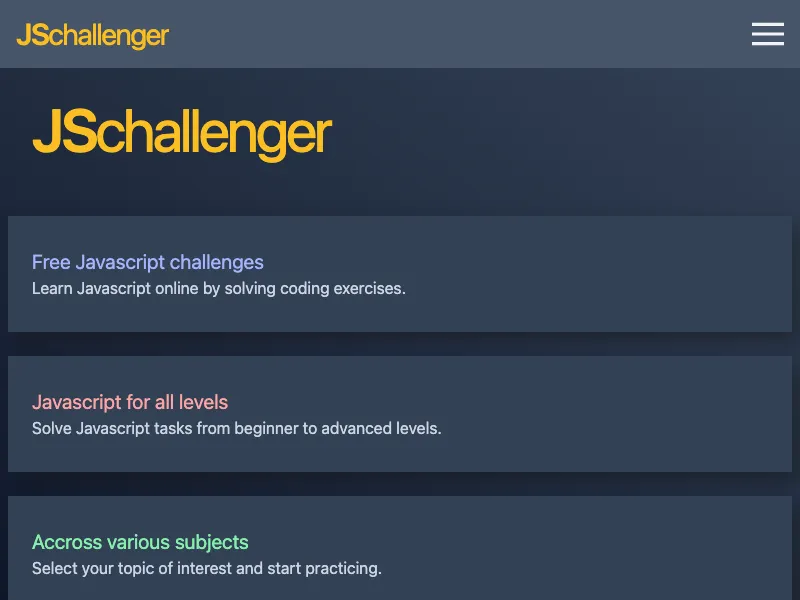 JSchallenger
JSchallenger
Free Javascript challenges
Learn Javascript online by solving coding exercises.
Javascript for all levels
Solve Javascript tasks from beginner to advanced levels.
Accross various subjects
Select your topic of interest and start practicing.